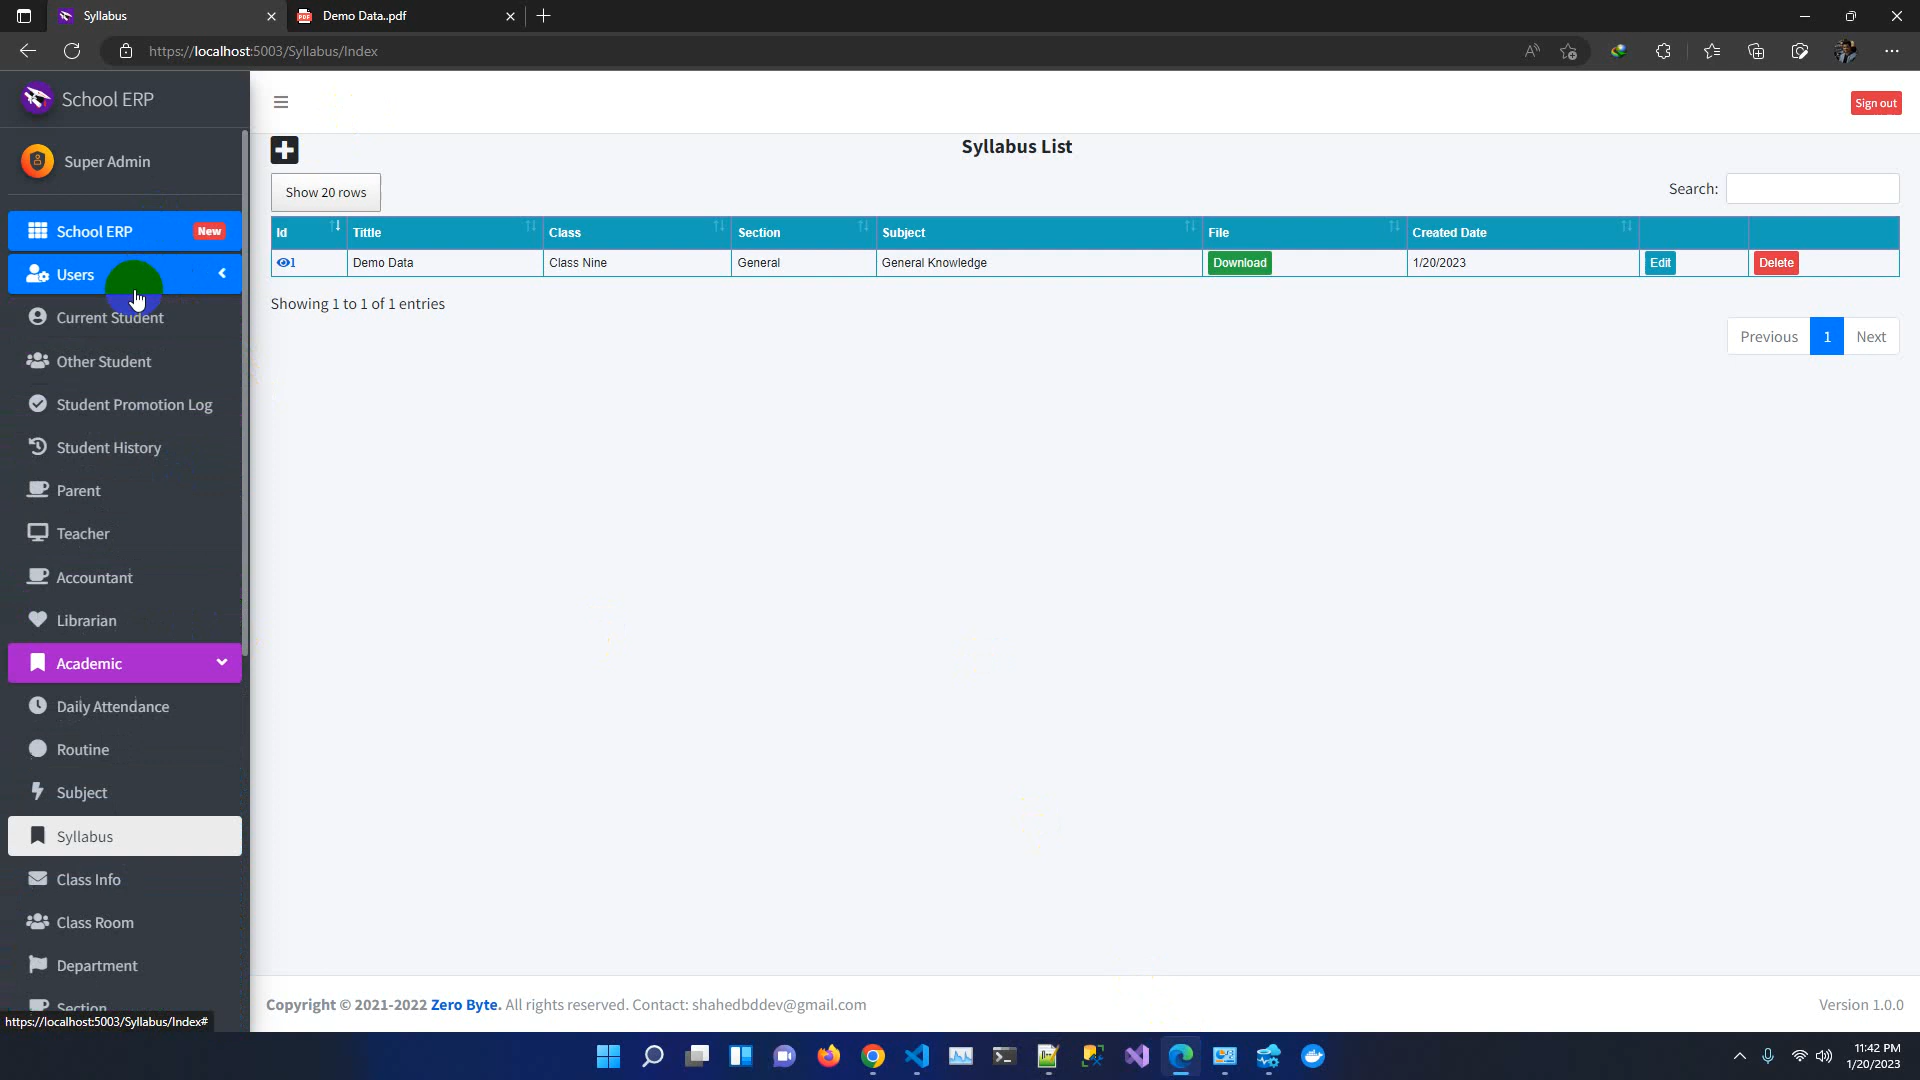 Syllabus
Demo Data..pdf
https://localhost:5003/Syllabus/Index
School ERP
Sign out
Super Admin
Syllabus List
Show 20 rows
Search:
Id Tittle Class Section Subject File Created Date
1 Demo Data Class Nine General General Knowledge Download 1/20/2023 Edit Delete
Showing 1 to 1 of 1 entries
Previous 1 Next
School ERP New
Users
Current Student
Other Student
Student Promotion Log
Student History
Parent
Teacher
Accountant
Librarian
Academic
Daily Attendance
Routine
Subject
Syllabus
Class Info
Class Room
Department
Section
https://localhost:5003/Syllabus/Index#
Copyright © 2021-2022 Zero Byte. All rights reserved. Contact: shahedbddev@gmail.com
Version 1.0.0
11:42 PM
1/20/2023